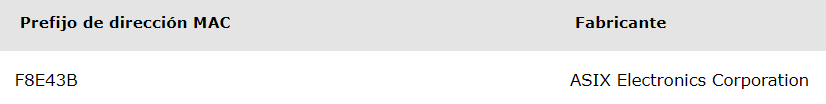 Prefijo de dirección MAC Fabricante
F8E43B ASIX Electronics Corporation